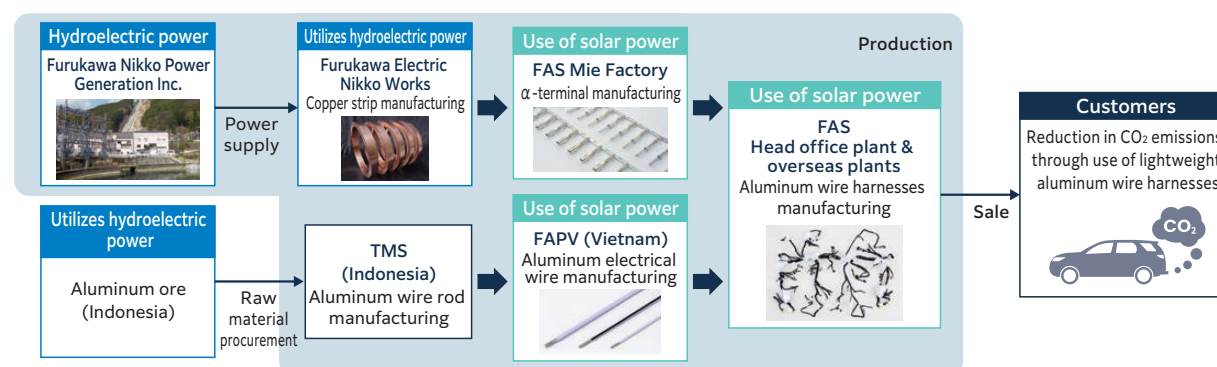 Hydroelectric power
Furukawa Nikko Power
Generation Inc.
Power
supply
Utilizes hydroelectric power
Furukawa Electric
Nikko Works
Copper strip manufacturing
Use of solar power
FAS Mie Factory
α-terminal manufacturing
Production
Use of solar power
FAS
Head office plant &
overseas plants
Aluminum wire harnesses
manufacturing
Sale
Customers
Reduction in CO₂ emissions
through use of lightweight
aluminum wire harnesses
CO₂
Utilizes hydroelectric
power
Aluminum ore
(Indonesia)
Raw
material
procurement
TMS
(Indonesia)
Aluminum wire rod
manufacturing
Use of solar power
FAPV (Vietnam)
Aluminum electrical
wire manufacturing